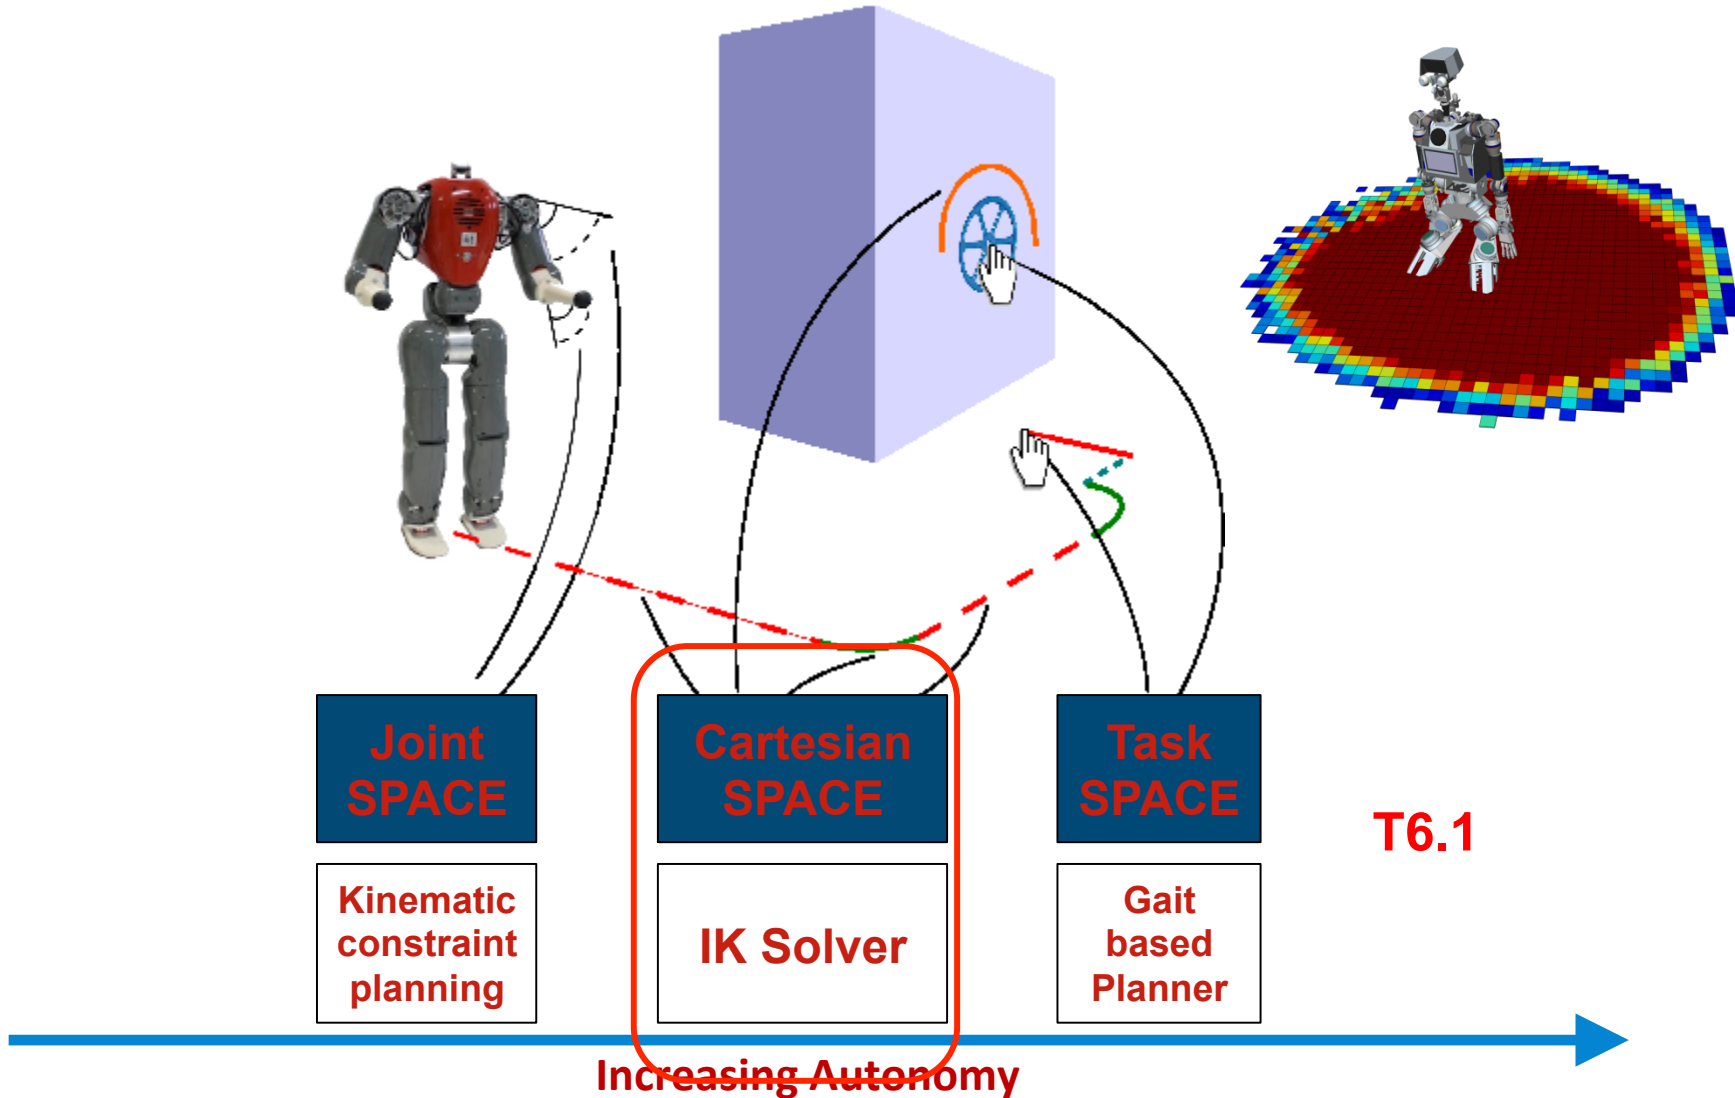 Joint
SPACE
Cartesian
SPACE
Task
SPACE
T6.1
Kinematic
constraint
planning
IK Solver
Gait
based
Planner
Increasing Autonomy